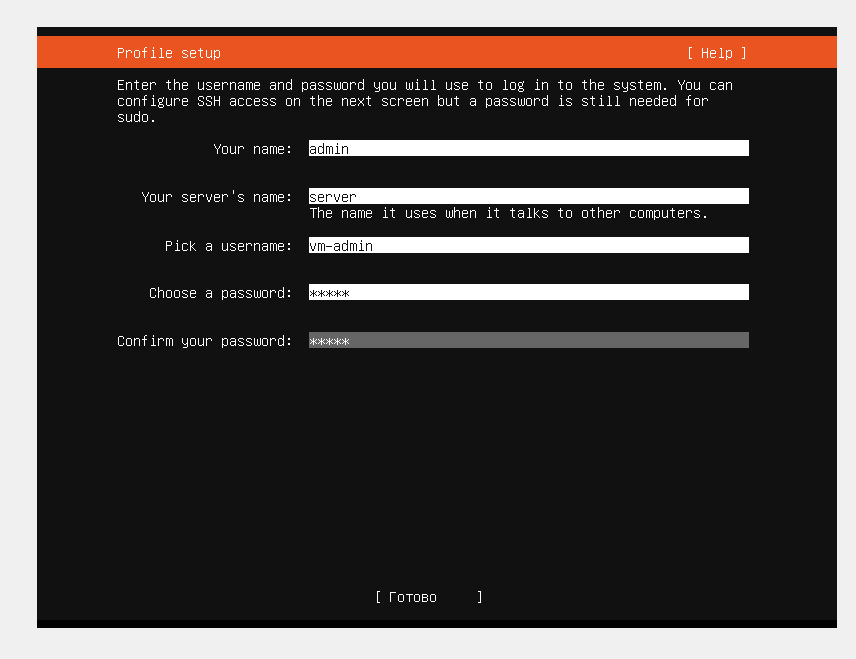 Profile setup [ Help ]
Enter the username and password you will use to log in to the system. You can
configure SSH access on the next screen but a password is still needed for
sudo.
Your name: admin
Your server's name: server
The name it uses when it talks to other computers.
Pick a username: vm-admin
Choose a password: *****
Confirm your password: *****
[ Готово ]